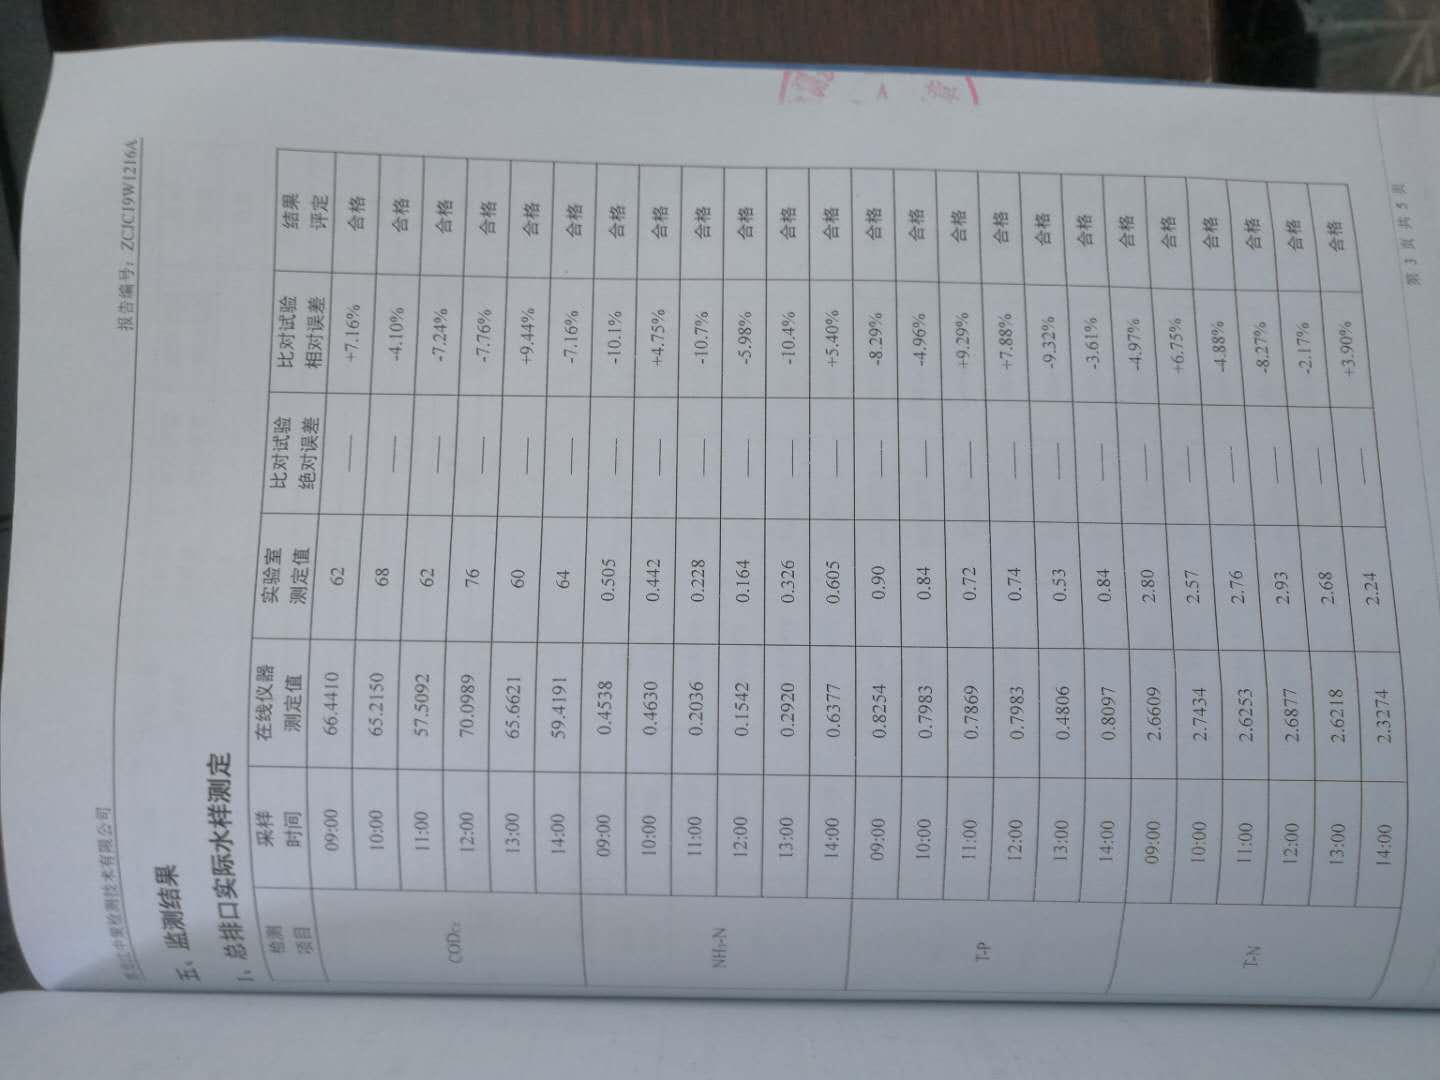 报告编号：ZCJC19W1216A
检测技术有限公司
五、监测结果
1、总排口实际水样测定
检测项目 采样时间 在线仪器测定值 实验室测定值 比对试验绝对误差 比对试验相对误差 结果评定
CODcr 09:00 66.4410 62 —— +7.16% 合格
10:00 65.2150 68 —— -4.10% 合格
11:00 57.5092 62 —— -7.24% 合格
12:00 70.0989 76 —— -7.76% 合格
13:00 65.6621 60 —— +9.44% 合格
14:00 59.4191 64 —— -7.16% 合格
NH₃-N 09:00 0.4538 0.505 —— -10.1% 合格
10:00 0.4630 0.442 —— +4.75% 合格
11:00 0.2036 0.228 —— -10.7% 合格
12:00 0.1542 0.164 —— -5.98% 合格
13:00 0.2920 0.326 —— -10.4% 合格
14:00 0.6377 0.605 —— +5.40% 合格
T-P 09:00 0.8254 0.90 —— -8.29% 合格
10:00 0.7983 0.84 —— -4.96% 合格
11:00 0.7869 0.72 —— +9.29% 合格
12:00 0.7983 0.74 —— +7.88% 合格
13:00 0.4806 0.53 —— -9.32% 合格
14:00 0.8097 0.84 —— -3.61% 合格
T-N 09:00 2.6609 2.80 —— -4.97% 合格
10:00 2.7434 2.57 —— +6.75% 合格
11:00 2.6253 2.76 —— -4.88% 合格
12:00 2.6877 2.93 —— -8.27% 合格
13:00 2.6218 2.68 —— -2.17% 合格
14:00 2.3274 2.24 —— +3.90% 合格
第 3 页 共 5 页